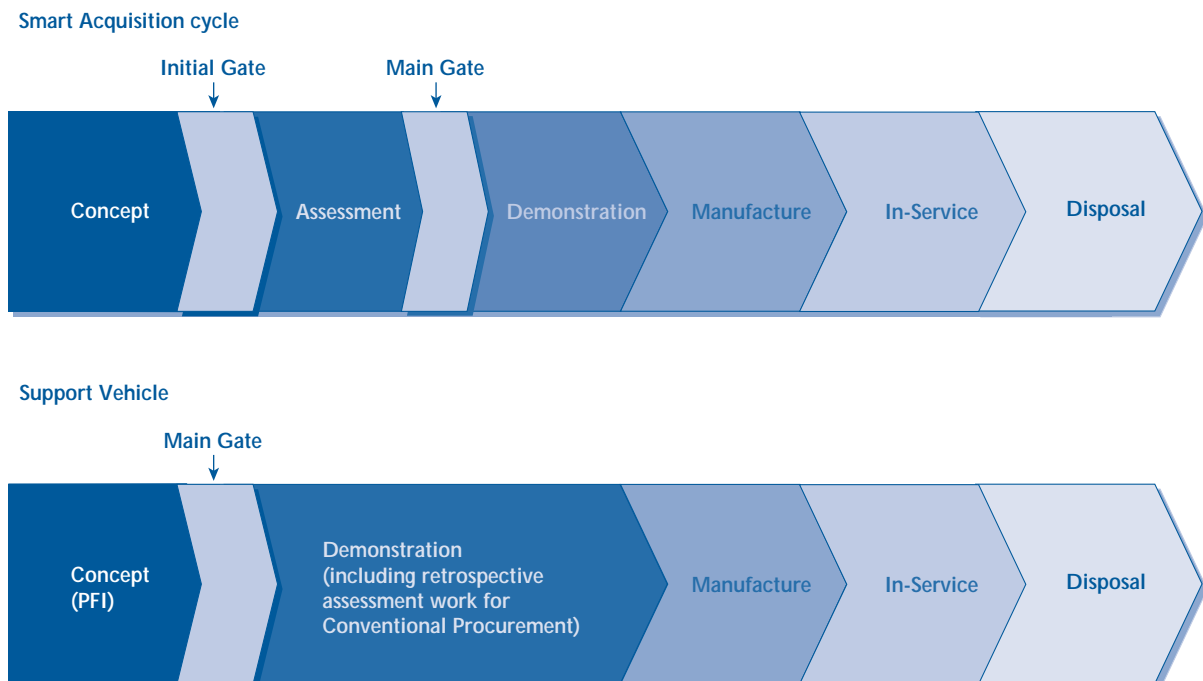 Smart Acquisition cycle
Initial Gate
Main Gate
Concept
Assessment
Demonstration
Manufacture
In-Service
Disposal
Support Vehicle
Main Gate
Concept
(PFI)
Demonstration
(including retrospective
assessment work for
Conventional Procurement)
Manufacture
In-Service
Disposal